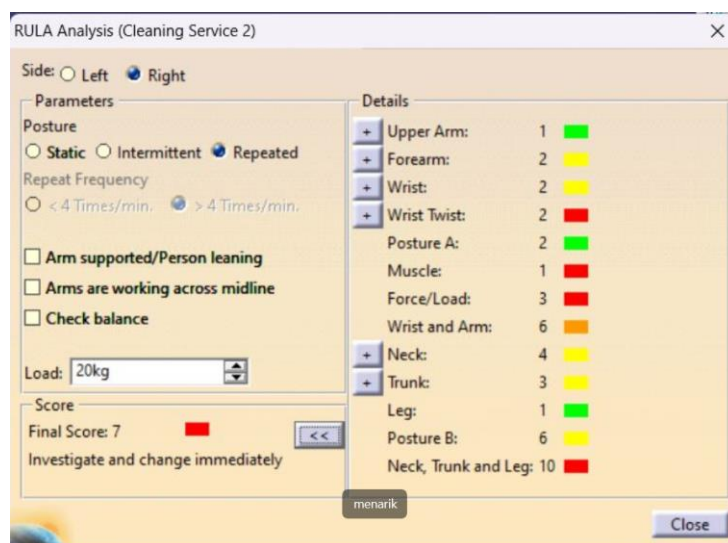 RULA Analysis (Cleaning Service 2)
Side: Left Right
Parameters
Posture
Static Intermittent Repeated
Repeat Frequency
< 4 Times/min. > 4 Times/min.
Arm supported/Person leaning
Arms are working across midline
Check balance
Load: 20kg
Score
Final Score: 7
<<
Investigate and change immediately
Details
+ Upper Arm: 1
+ Forearm: 2
+ Wrist: 2
+ Wrist Twist: 2
Posture A: 2
Muscle: 1
Force/Load: 3
Wrist and Arm: 6
+ Neck: 4
+ Trunk: 3
Leg: 1
Posture B: 6
Neck, Trunk and Leg: 10
menarik
Close